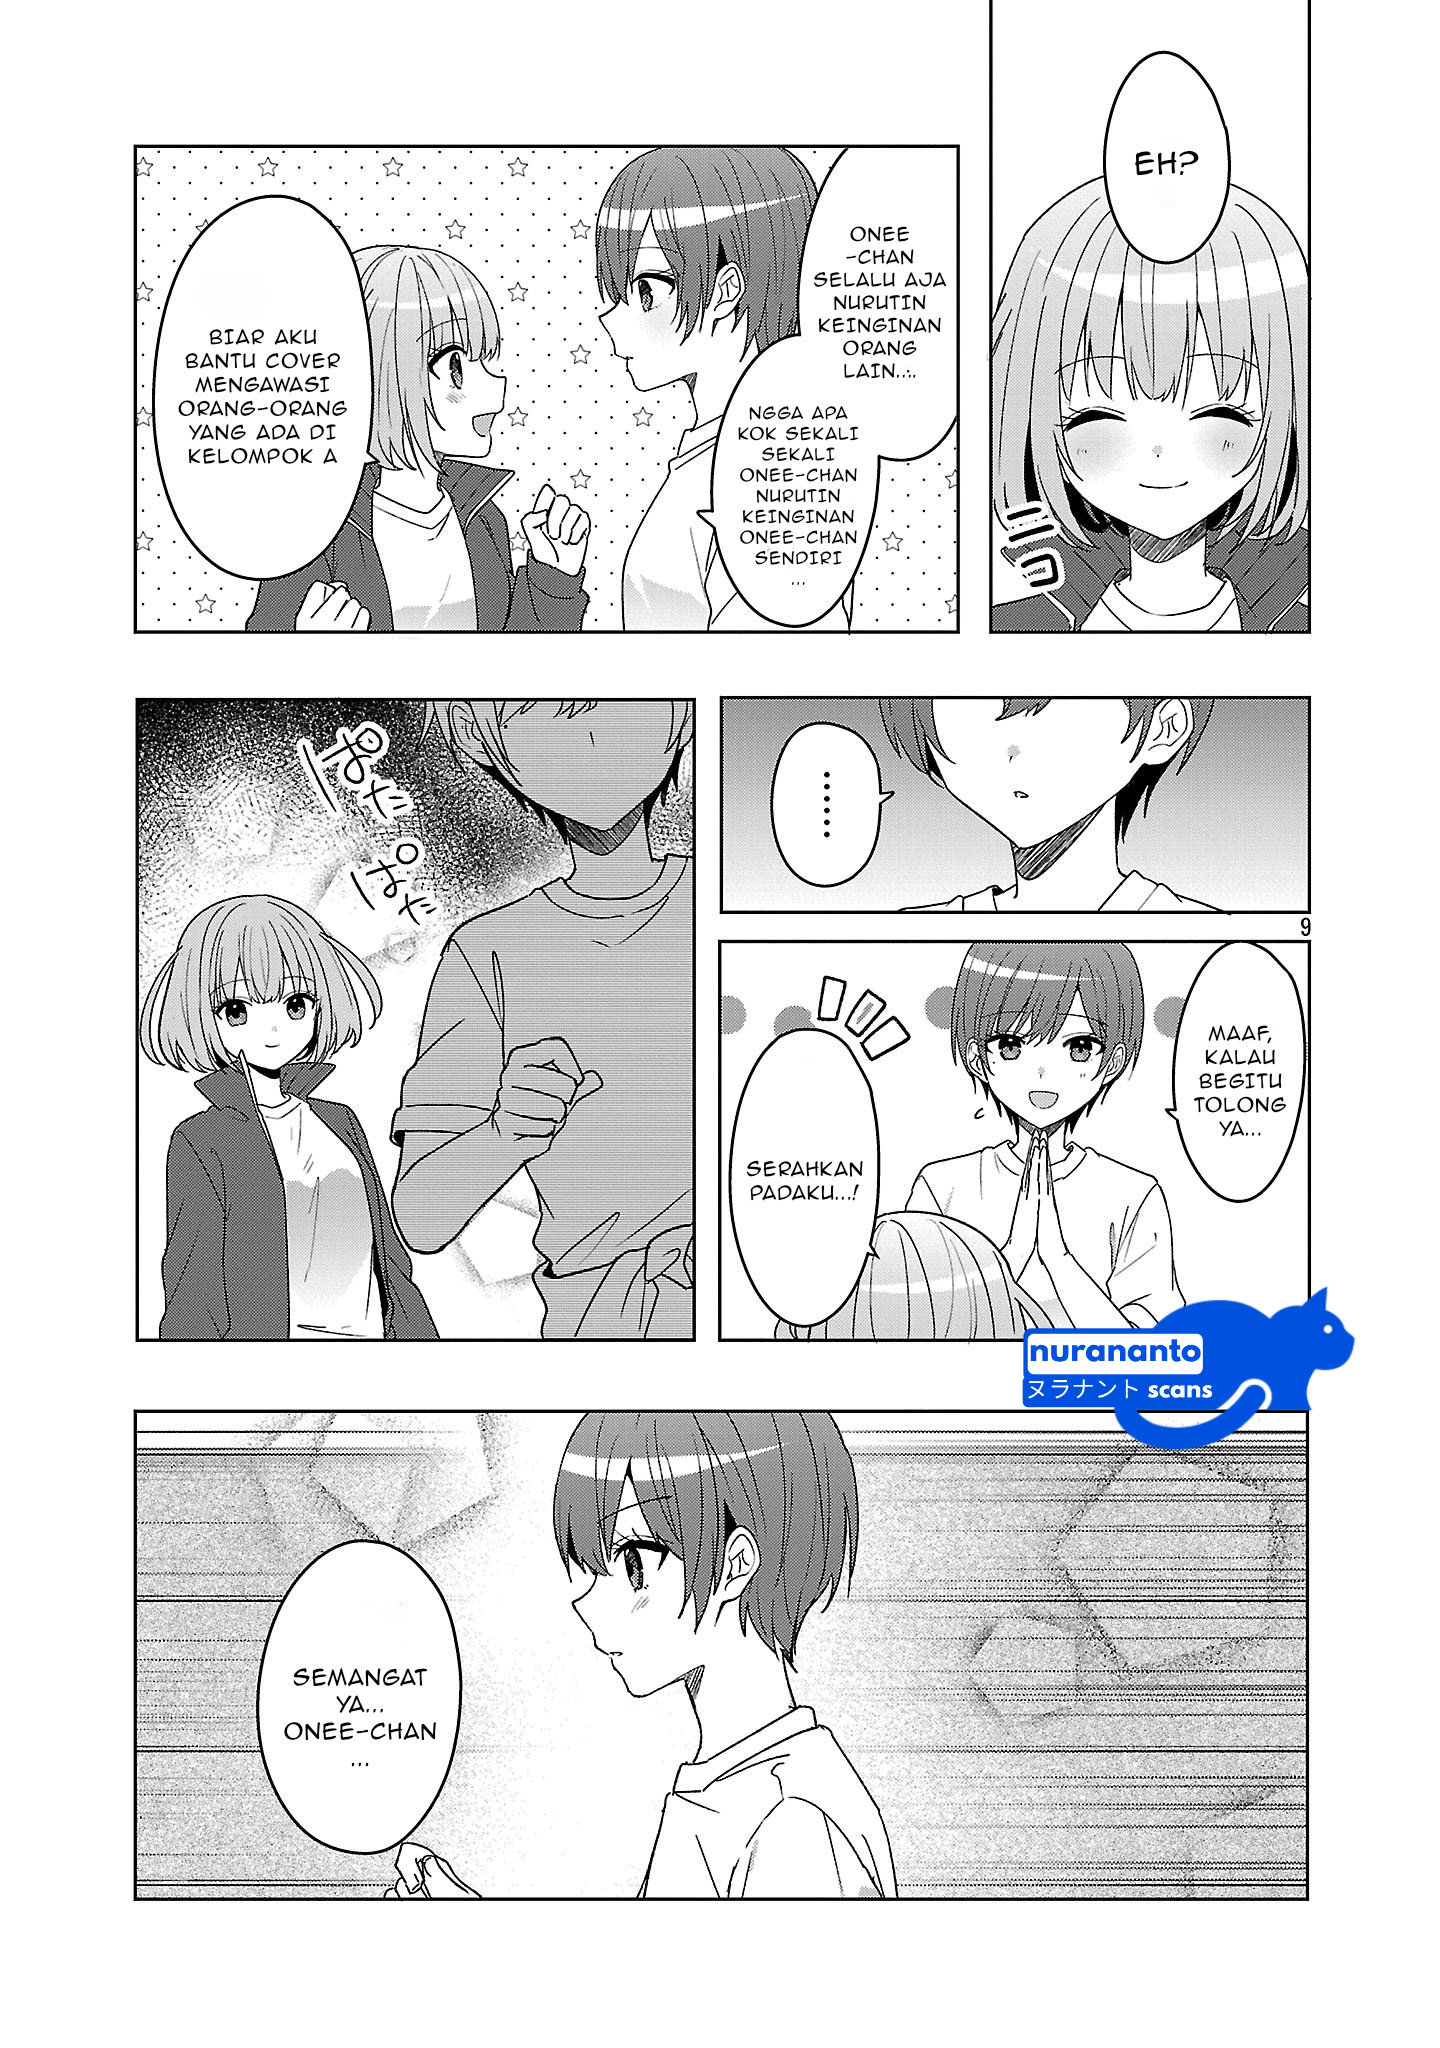 EH?
ニコ
ONEE
-CHAN
SELALU AJA
NURUTIN
KEINGINAN
ORANG
LAIN....
NGGA APA
KOK SEKALI
SEKALI
ONEE-CHAN
NURUTIN
KEINGINAN
ONEE-CHAN
SENDIRI
...
BIAR AKU
BANTU COVER
MENGAWASI
ORANG-ORANG
YANG ADA DI
KELOMPOK A
......
9
MAAF,
KALAU
BEGITU
TOLONG
YA...
SERAHKAN
PADAKU...!
ぱた
ぱた
SEMANGAT
YA...
ONEE-CHAN
...
nurananto
ヌラナント scans